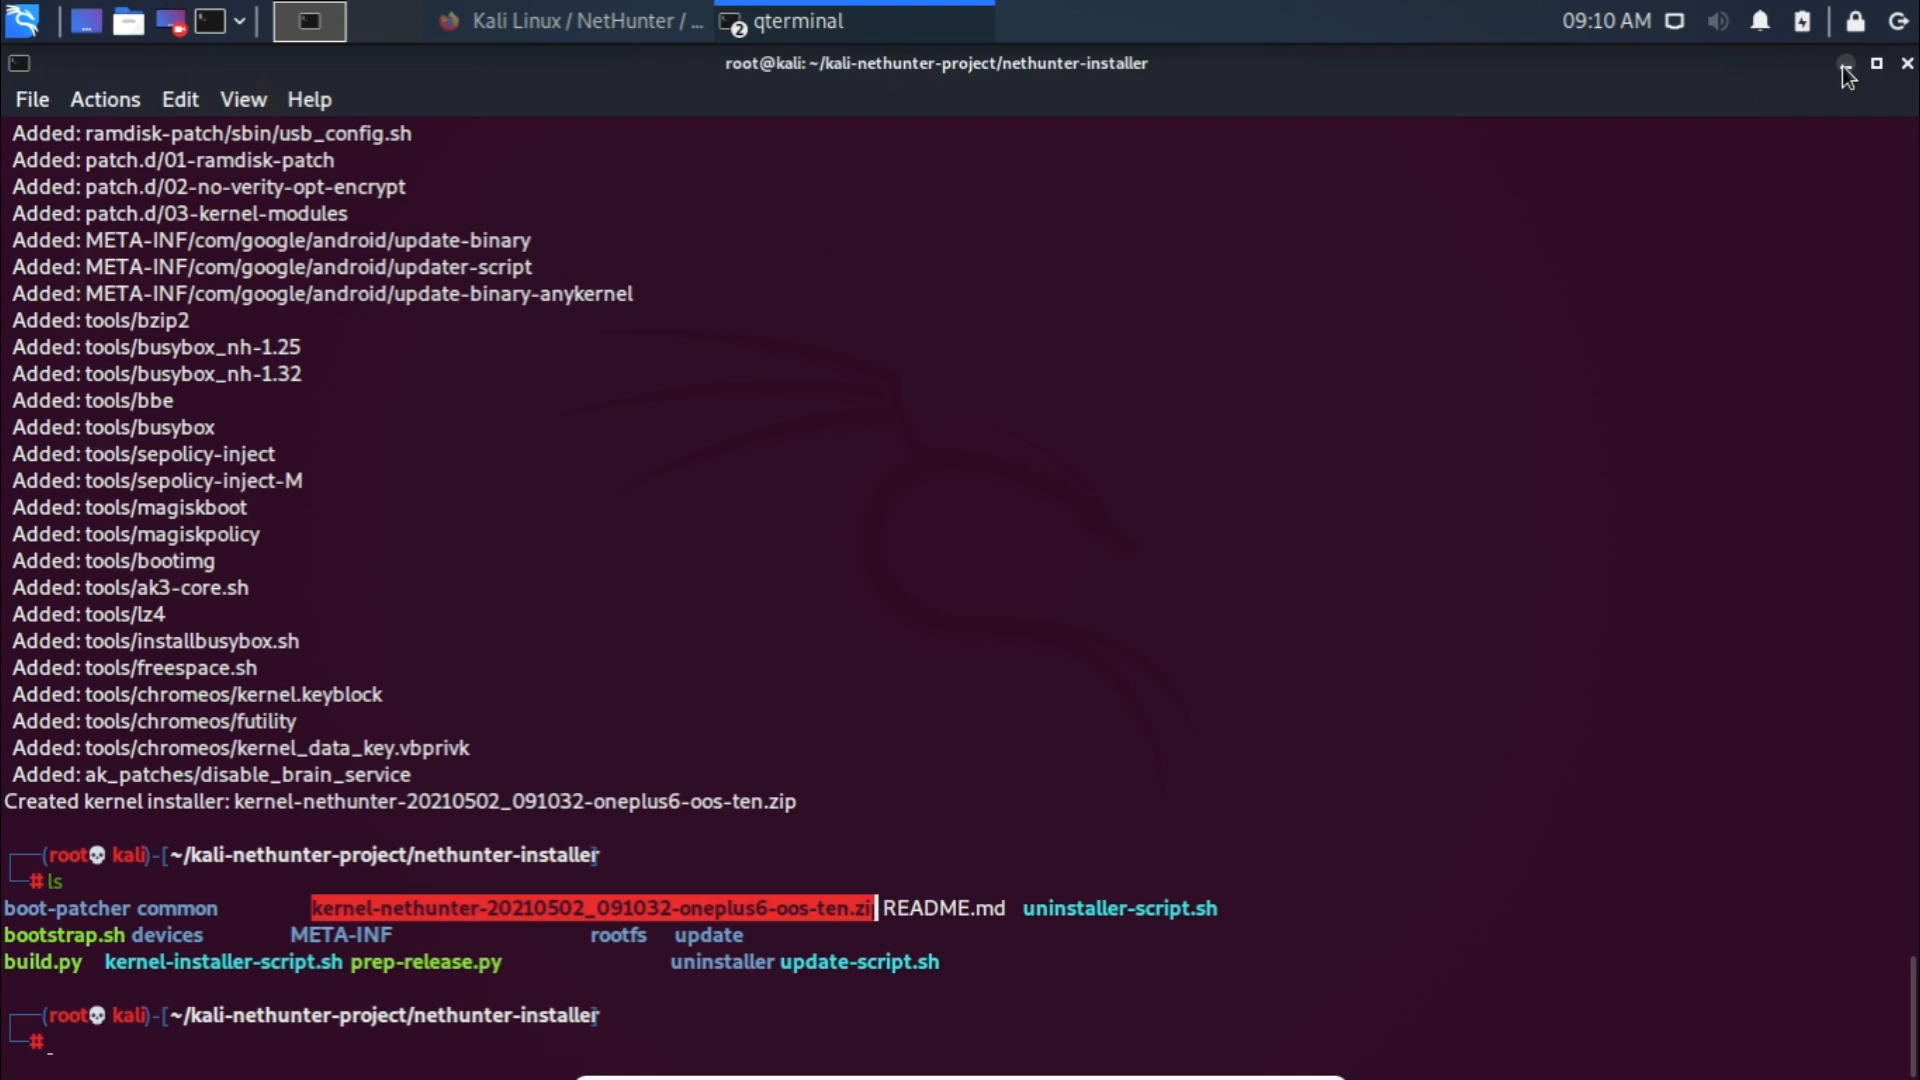 Kali Linux / NetHunter / ...
2 qterminal
09:10 AM
root@kali: ~/kali-nethunter-project/nethunter-installer
File Actions Edit View Help
Added: ramdisk-patch/sbin/usb_config.sh
Added: patch.d/01-ramdisk-patch
Added: patch.d/02-no-verity-opt-encrypt
Added: patch.d/03-kernel-modules
Added: META-INF/com/google/android/update-binary
Added: META-INF/com/google/android/updater-script
Added: META-INF/com/google/android/update-binary-anykernel
Added: tools/bzip2
Added: tools/busybox_nh-1.25
Added: tools/busybox_nh-1.32
Added: tools/bbe
Added: tools/busybox
Added: tools/sepolicy-inject
Added: tools/sepolicy-inject-M
Added: tools/magiskboot
Added: tools/magiskpolicy
Added: tools/bootimg
Added: tools/ak3-core.sh
Added: tools/lz4
Added: tools/installbusybox.sh
Added: tools/freespace.sh
Added: tools/chromeos/kernel.keyblock
Added: tools/chromeos/futility
Added: tools/chromeos/kernel_data_key.vbprivk
Added: ak_patches/disable_brain_service
Created kernel installer: kernel-nethunter-20210502_091032-oneplus6-oos-ten.zip
(root💀 kali)-[~/kali-nethunter-project/nethunter-installer]
# ls
boot-patcher common kernel-nethunter-20210502_091032-oneplus6-oos-ten.zip README.md uninstaller-script.sh
bootstrap.sh devices META-INF rootfs update
build.py kernel-installer-script.sh prep-release.py uninstaller update-script.sh
(root💀 kali)-[~/kali-nethunter-project/nethunter-installer]
# _